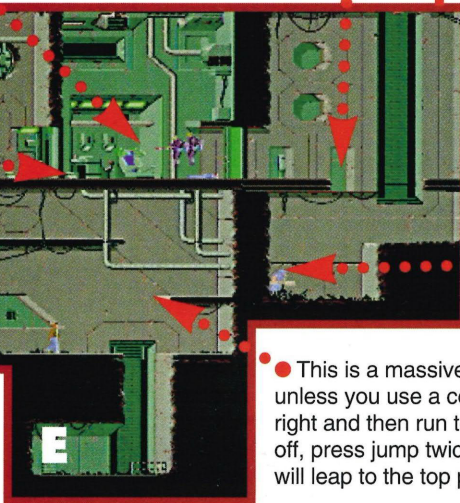 E
This is a massive
unless you use a
right and then run
off, press jump twic
will leap to the top